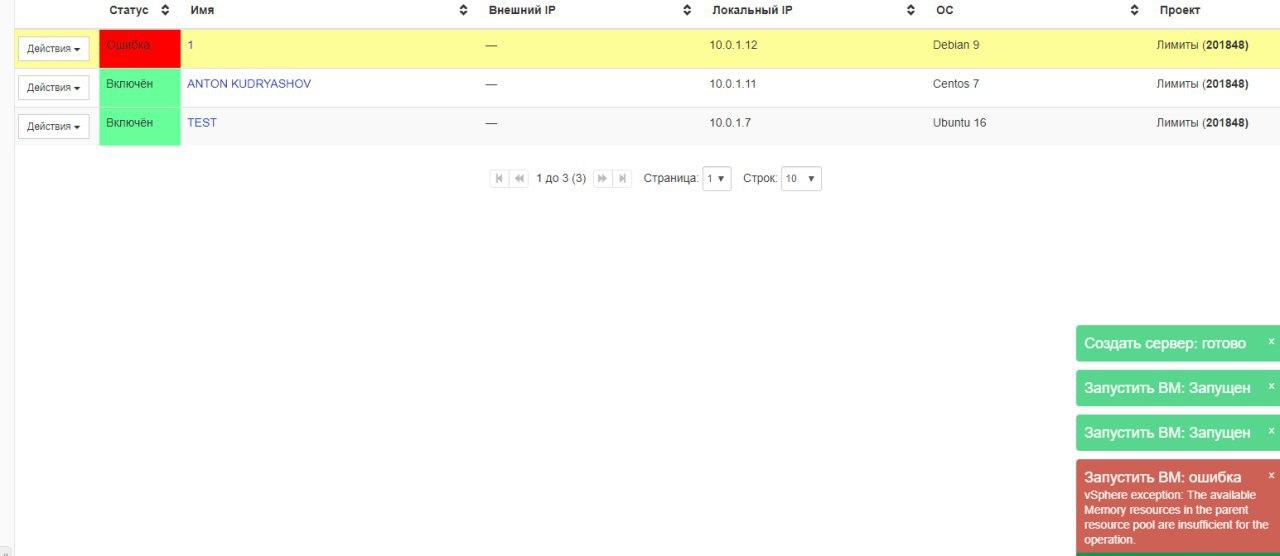 Статус Имя Внешний IP Локальный IP ОС Проект
Действия Ошибка 1 — 10.0.1.12 Debian 9 Лимиты (201848)
Действия Включён ANTON KUDRYASHOV — 10.0.1.11 Centos 7 Лимиты (201848)
Действия Включён TEST — 10.0.1.7 Ubuntu 16 Лимиты (201848)
1 до 3 (3) Страница: 1 Строк: 10
Создать сервер: готово x
Запустить ВМ: Запущен x
Запустить ВМ: Запущен x
Запустить ВМ: ошибка x
vSphere exception: The available
Memory resources in the parent
resource pool are insufficient for the
operation.